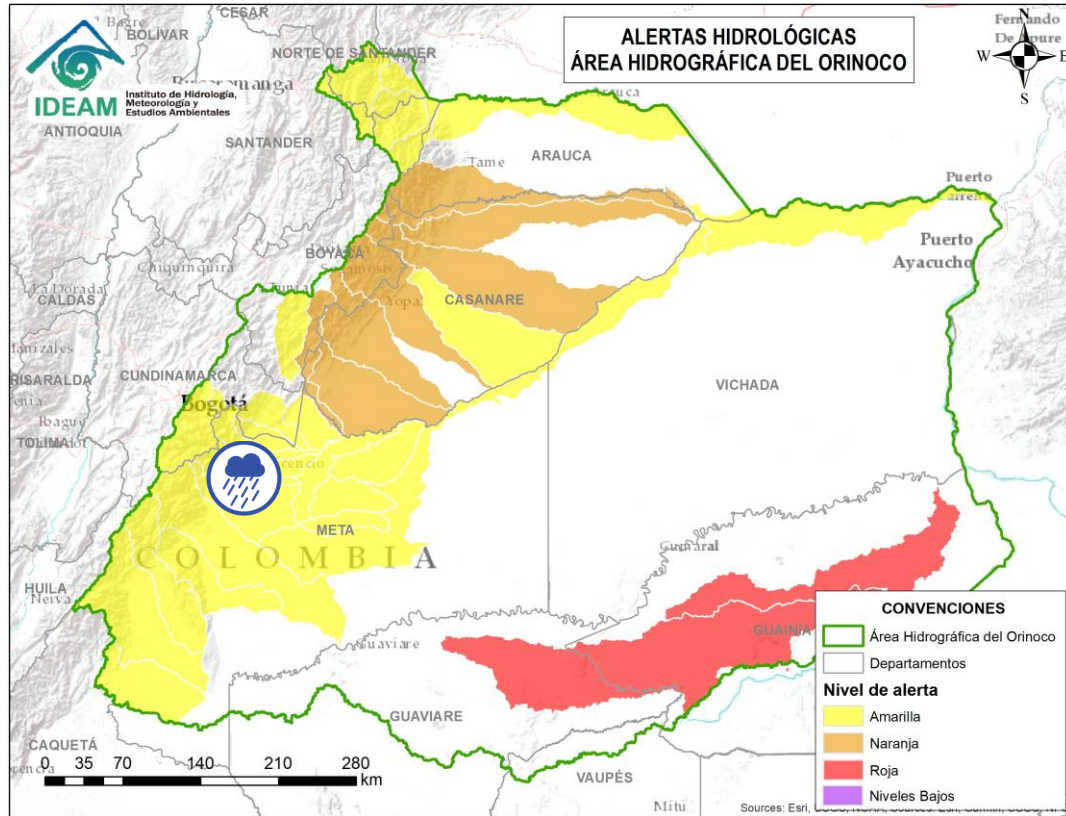 ALERTAS HIDROLÓGICAS
ÁREA HIDROGRÁFICA DEL ORINOCO
IDEAM
Instituto de Hidrología,
Meteorología y
Estudios Ambientales
N
W
E
S
CESAR
BOLÍVAR
NORTE DE SANTANDER
ANTIOQUIA
SANTANDER
Arauca
Tame
ARAUCA
Puerto
Puerto
Ayacucho
BOYACÁ
Chiquinquirá
Tunja
La Dorada
CALDAS
Yopal
CASANARE
VICHADA
RISARALDA
CUNDINAMARCA
Bogotá
Ibagué
TOLIMA
META
COLOMBIA
HUILA
Neiva
Cumaral
GUAINÍA
GUAVIARE
CAQUETÁ
VAUPÉS
Mitú
0 35 70 140 210 280
km
CONVENCIONES
Área Hidrográfica del Orinoco
Departamentos
Nivel de alerta
Amarilla
Naranja
Roja
Niveles Bajos
Sources: Esri,